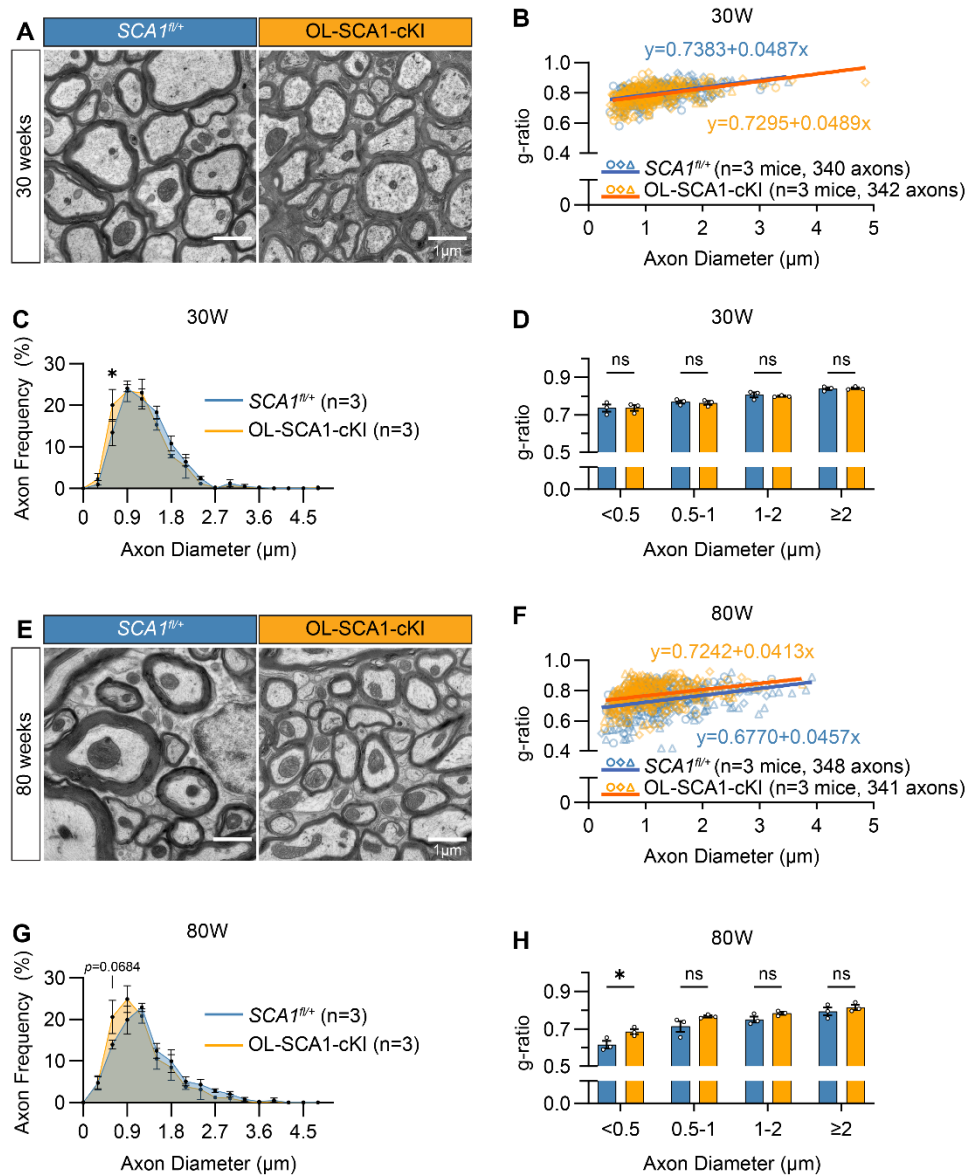 A
SCA1fl/+
OL-SCA1-cKI
30 weeks
1μm
B
30W
y=0.7383+0.0487x
y=0.7295+0.0489x
g-ratio
1.0
0.8
0.6
0.4
0
SCA1fl/+ (n=3 mice, 340 axons)
OL-SCA1-cKI (n=3 mice, 342 axons)
0 1 2 3 4 5
Axon Diameter (μm)
C
30W
Axon Frequency (%)
30
20
10
0
*
SCA1fl/+ (n=3)
OL-SCA1-cKI (n=3)
0 0.9 1.8 2.7 3.6 4.5
Axon Diameter (μm)
D
30W
g-ratio
0.9
0.7
0.5
0.0
ns ns ns ns
<0.5 0.5-1 1-2 ≥2
Axon Diameter (μm)
E
SCA1fl/+
OL-SCA1-cKI
80 weeks
1μm
F
80W
y=0.7242+0.0413x
y=0.6770+0.0457x
g-ratio
1.0
0.8
0.6
0.4
0
SCA1fl/+ (n=3 mice, 348 axons)
OL-SCA1-cKI (n=3 mice, 341 axons)
0 1 2 3 4 5
Axon Diameter (μm)
G
80W
Axon Frequency (%)
p=0.0684
30
20
10
0
SCA1fl/+ (n=3)
OL-SCA1-cKI (n=3)
0 0.9 1.8 2.7 3.6 4.5
Axon Diameter (μm)
H
80W
g-ratio
0.9
0.7
0.5
0.0
* ns ns ns
<0.5 0.5-1 1-2 ≥2
Axon Diameter (μm)